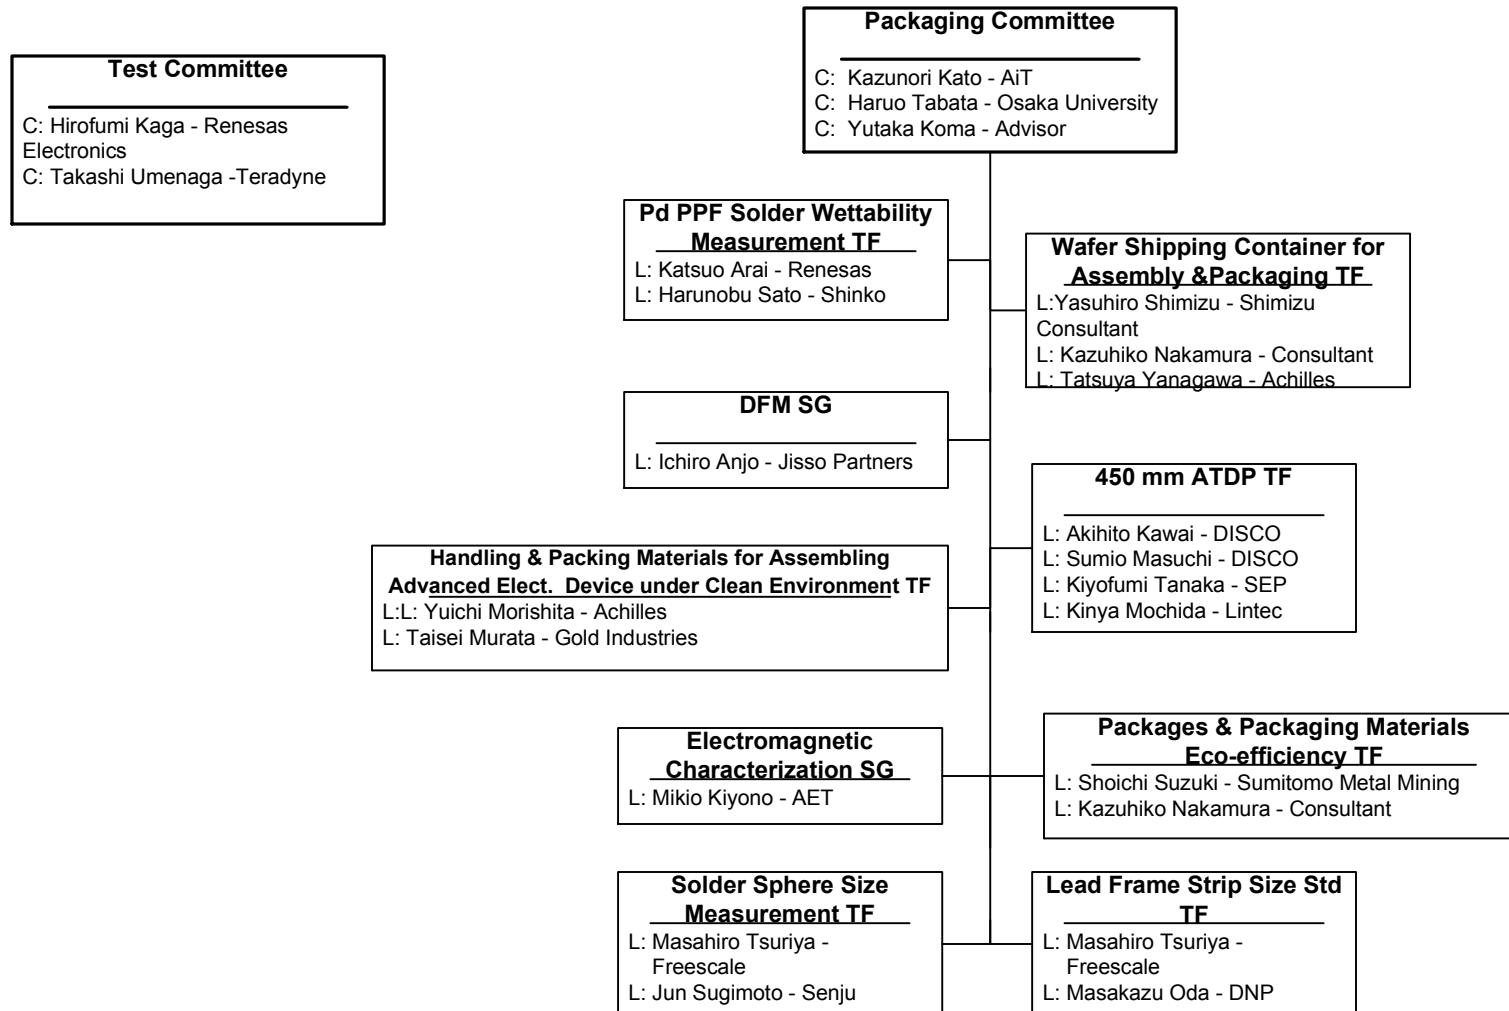 Packaging Committee
C: Kazunori Kato - AiT
C: Haruo Tabata - Osaka University
C: Yutaka Koma - Advisor
Test Committee
C: Hirofumi Kaga - Renesas
Electronics
C: Takashi Umenaga -Teradyne
Pd PPF Solder Wettability
Measurement TF
L: Katsuo Arai - Renesas
L: Harunobu Sato - Shinko
Wafer Shipping Container for
Assembly &Packaging TF
L:Yasuhiro Shimizu - Shimizu
Consultant
L: Kazuhiko Nakamura - Consultant
L: Tatsuya Yanagawa - Achilles
DFM SG
L: Ichiro Anjo - Jisso Partners
450 mm ATDP TF
L: Akihito Kawai - DISCO
L: Sumio Masuchi - DISCO
L: Kiyofumi Tanaka - SEP
L: Kinya Mochida - Lintec
Handling & Packing Materials for Assembling
Advanced Elect. Device under Clean Environment TF
L:L: Yuichi Morishita - Achilles
L: Taisei Murata - Gold Industries
Electromagnetic
Characterization SG
L: Mikio Kiyono - AET
Packages & Packaging Materials
Eco-efficiency TF
L: Shoichi Suzuki - Sumitomo Metal Mining
L: Kazuhiko Nakamura - Consultant
Solder Sphere Size
Measurement TF
L: Masahiro Tsuriya -
Freescale
L: Jun Sugimoto - Senju
Lead Frame Strip Size Std
TF
L: Masahiro Tsuriya -
Freescale
L: Masakazu Oda - DNP